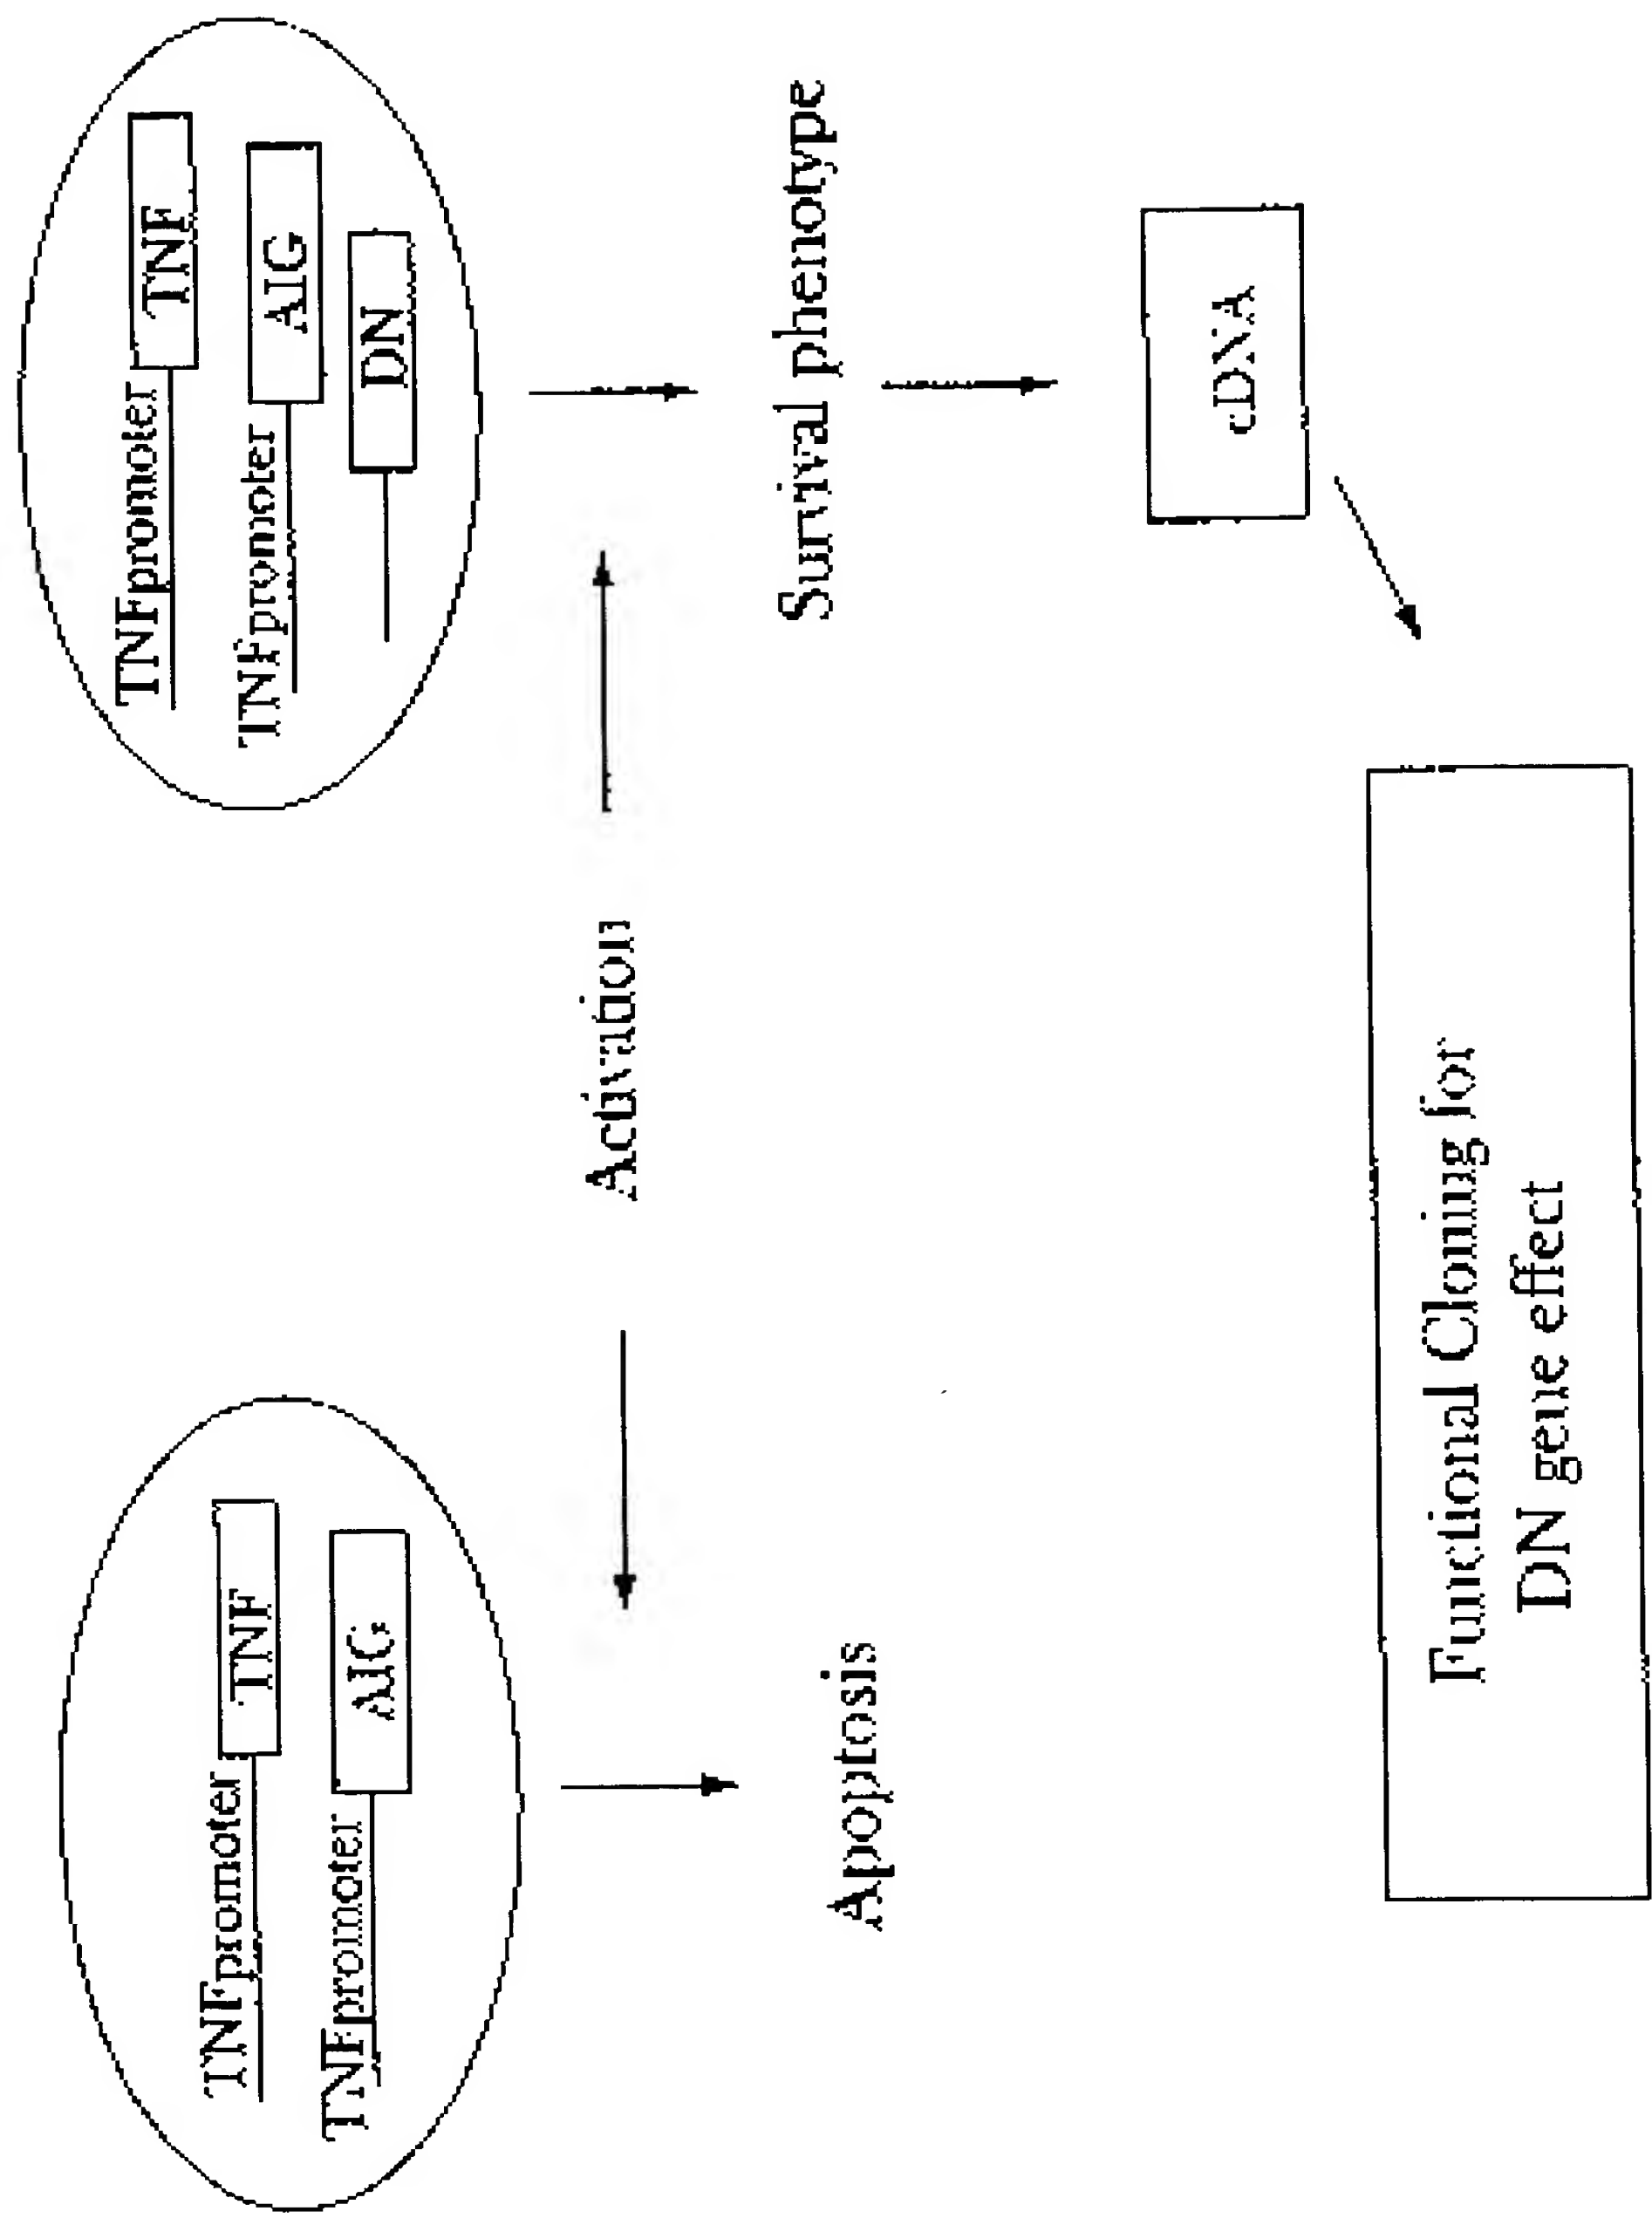 TNFpromoter
TNF
TNFpromoter
AIG
TNFpromoter
TNF
TNFpromoter
AIG
DN
Activation
Apoptosis
Survival phenotype
cDNA
Functional Cloning for
DN gene effect